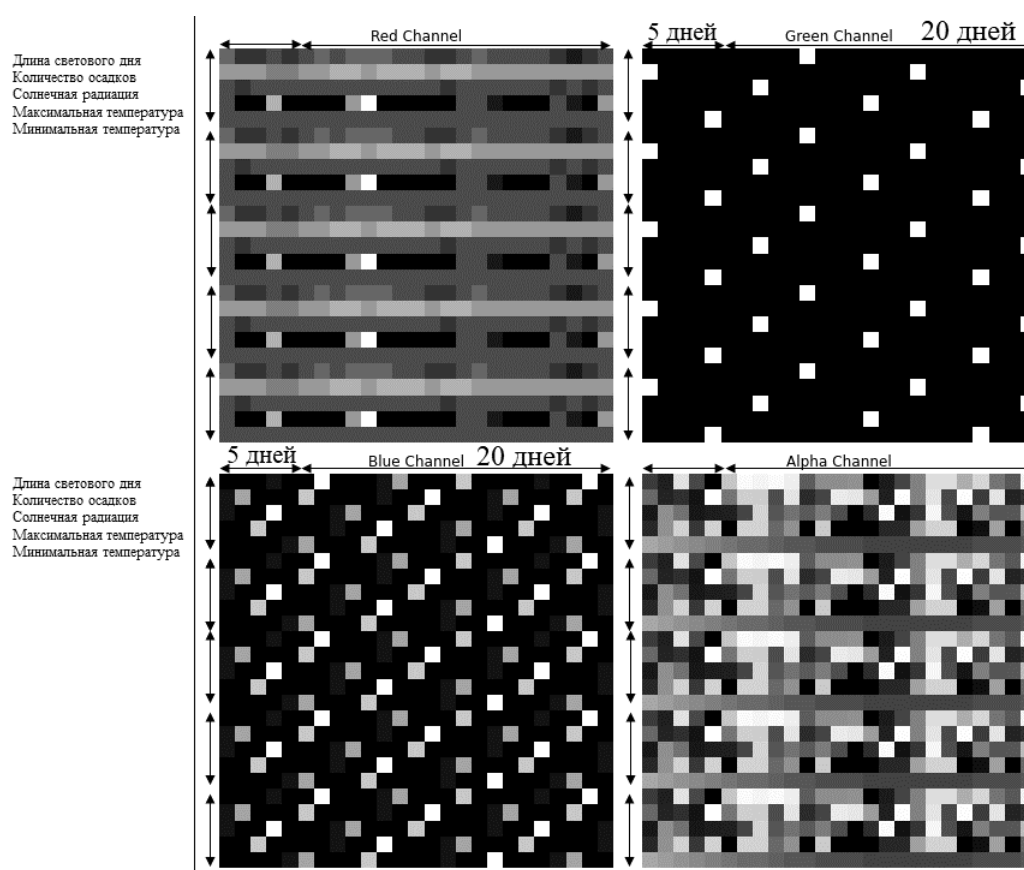 Red Channel
5 дней
Green Channel
20 дней
Длина светового дня
Количество осадков
Солнечная радиация
Максимальная температура
Минимальная температура
5 дней
Blue Channel
20 дней
Alpha Channel
Длина светового дня
Количество осадков
Солнечная радиация
Максимальная температура
Минимальная температура